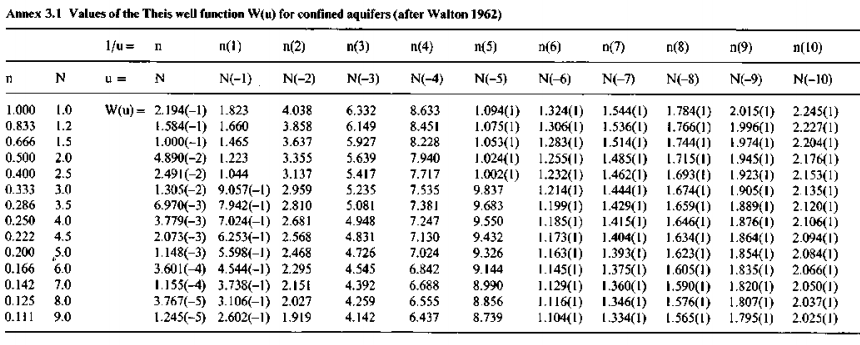 Annex 3.1 Values of the Theis well function W(u) for confined aquifers (after Walton 1962)
1/u = n n(1) n(2) n(3) n(4) n(5) n(6) n(7) n(8) n(9) n(10)
n N u = N N(−1) N(−2) N(−3) N(−4) N(−5) N(−6) N(−7) N(−8) N(−9) N(−10)
1.000 1.0 W(u) = 2.194(−1) 1.823 4.038 6.332 8.633 1.094(1) 1.324(1) 1.544(1) 1.784(1) 2.015(1) 2.245(1)
0.833 1.2 1.584(−1) 1.660 3.858 6.149 8.451 1.075(1) 1.306(1) 1.536(1) 1.766(1) 1.996(1) 2.227(1)
0.666 1.5 1.000(−1) 1.465 3.637 5.927 8.228 1.053(1) 1.283(1) 1.514(1) 1.744(1) 1.974(1) 2.204(1)
0.500 2.0 4.890(−2) 1.223 3.355 5.639 7.940 1.024(1) 1.255(1) 1.485(1) 1.715(1) 1.945(1) 2.176(1)
0.400 2.5 2.491(−2) 1.044 3.137 5.417 7.717 1.002(1) 1.232(1) 1.462(1) 1.693(1) 1.923(1) 2.153(1)
0.333 3.0 1.305(−2) 9.057(−1) 2.959 5.235 7.535 9.837 1.214(1) 1.444(1) 1.674(1) 1.905(1) 2.135(1)
0.286 3.5 6.970(−3) 7.942(−1) 2.810 5.081 7.381 9.683 1.199(1) 1.429(1) 1.659(1) 1.889(1) 2.120(1)
0.250 4.0 3.779(−3) 7.024(−1) 2.681 4.948 7.247 9.550 1.185(1) 1.415(1) 1.646(1) 1.876(1) 2.106(1)
0.222 4.5 2.073(−3) 6.253(−1) 2.568 4.831 7.130 9.432 1.173(1) 1.404(1) 1.634(1) 1.864(1) 2.094(1)
0.200 5.0 1.148(−3) 5.598(−1) 2.468 4.726 7.024 9.326 1.163(1) 1.393(1) 1.623(1) 1.854(1) 2.084(1)
0.166 6.0 3.601(−4) 4.544(−1) 2.295 4.545 6.842 9.144 1.145(1) 1.375(1) 1.605(1) 1.835(1) 2.066(1)
0.142 7.0 1.155(−4) 3.738(−1) 2.151 4.392 6.688 8.990 1.129(1) 1.360(1) 1.590(1) 1.820(1) 2.050(1)
0.125 8.0 3.767(−5) 3.106(−1) 2.027 4.259 6.555 8.856 1.116(1) 1.346(1) 1.576(1) 1.807(1) 2.037(1)
0.111 9.0 1.245(−5) 2.602(−1) 1.919 4.142 6.437 8.739 1.104(1) 1.334(1) 1.565(1) 1.795(1) 2.025(1)